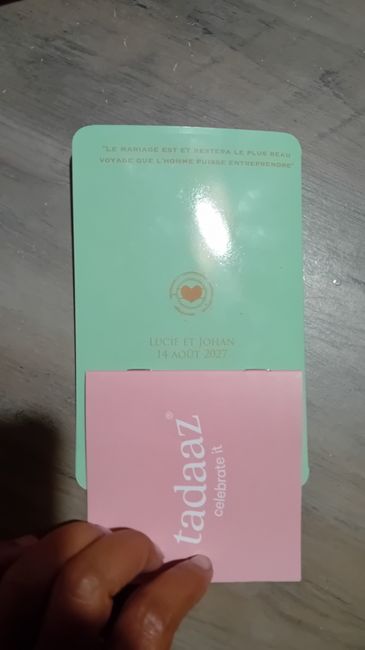 "LE MARIAGE EST ET RESTERA LE PLUS BEAU
VOYAGE QUE L'HOMME PUISSE ENTREPRENDRE"
LUCIE ET JOHAN
14 AOÛT 2027
tadaaz®
celebrate it